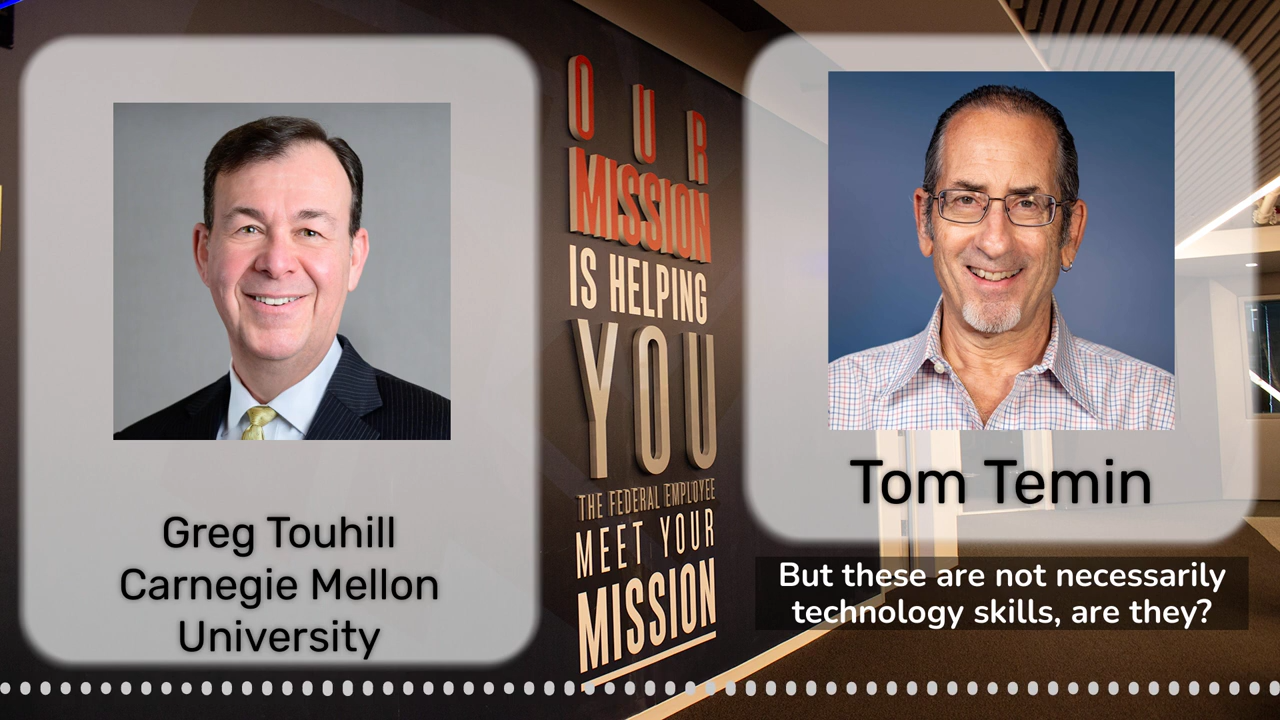 Greg Touhill
Carnegie Mellon
University
OUR
MISSION
IS HELPING
YOU
THE FEDERAL EMPLOYEE
MEET YOUR
MISSION
Tom Temin
But these are not necessarily
technology skills, are they?